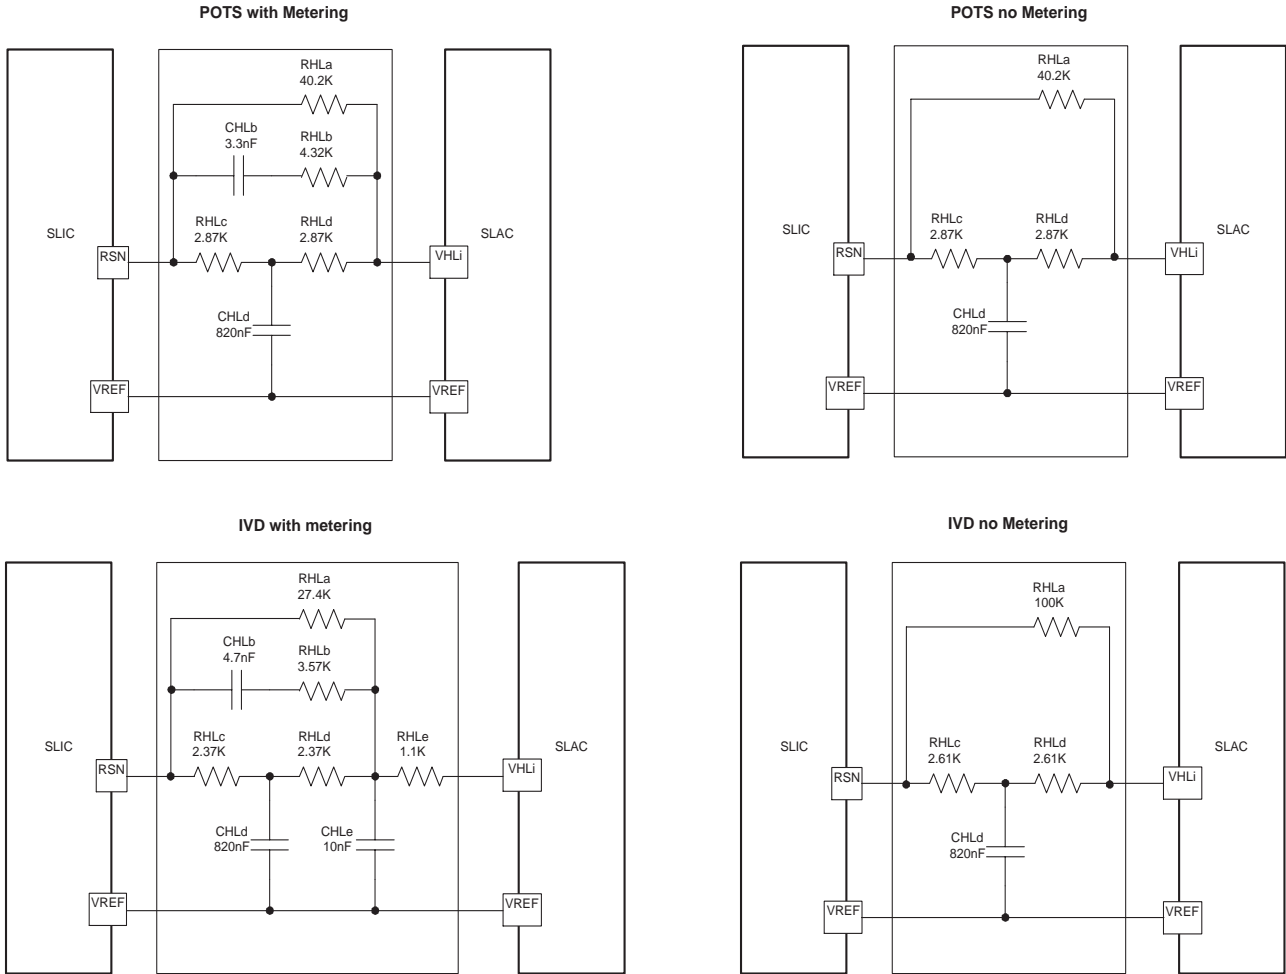 POTS with Metering
RHLa
40.2K
CHLb
3.3nF
RHLb
4.32K
SLIC
RHLc
2.87K
RHLd
2.87K
SLAC
RSN
VHLi
CHLd
820nF
VREF
VREF
POTS no Metering
RHLa
40.2K
SLIC
RHLc
2.87K
RHLd
2.87K
SLAC
RSN
VHLi
CHLd
820nF
VREF
VREF
IVD with metering
RHLa
27.4K
CHLb
4.7nF
RHLb
3.57K
SLIC
RHLc
2.37K
RHLd
2.37K
RHLe
1.1K
SLAC
RSN
VHLi
CHLd
820nF
CHLe
10nF
VREF
VREF
IVD no Metering
RHLa
100K
SLIC
RHLc
2.61K
RHLd
2.61K
SLAC
RSN
VHLi
CHLd
820nF
VREF
VREF